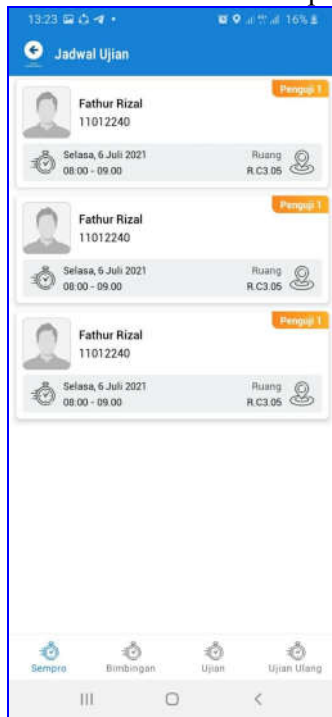 13:23 16%
Jadwal Ujian
Penguji 1
Fathur Rizal
11012240
Selasa, 6 Juli 2021
08:00 - 09.00
Ruang
R.C3.05
Penguji 1
Fathur Rizal
11012240
Selasa, 6 Juli 2021
08:00 - 09.00
Ruang
R.C3.05
Penguji 1
Fathur Rizal
11012240
Selasa, 6 Juli 2021
08:00 - 09.00
Ruang
R.C3.05
Sempro Bimbingan Ujian Ujian Ulang